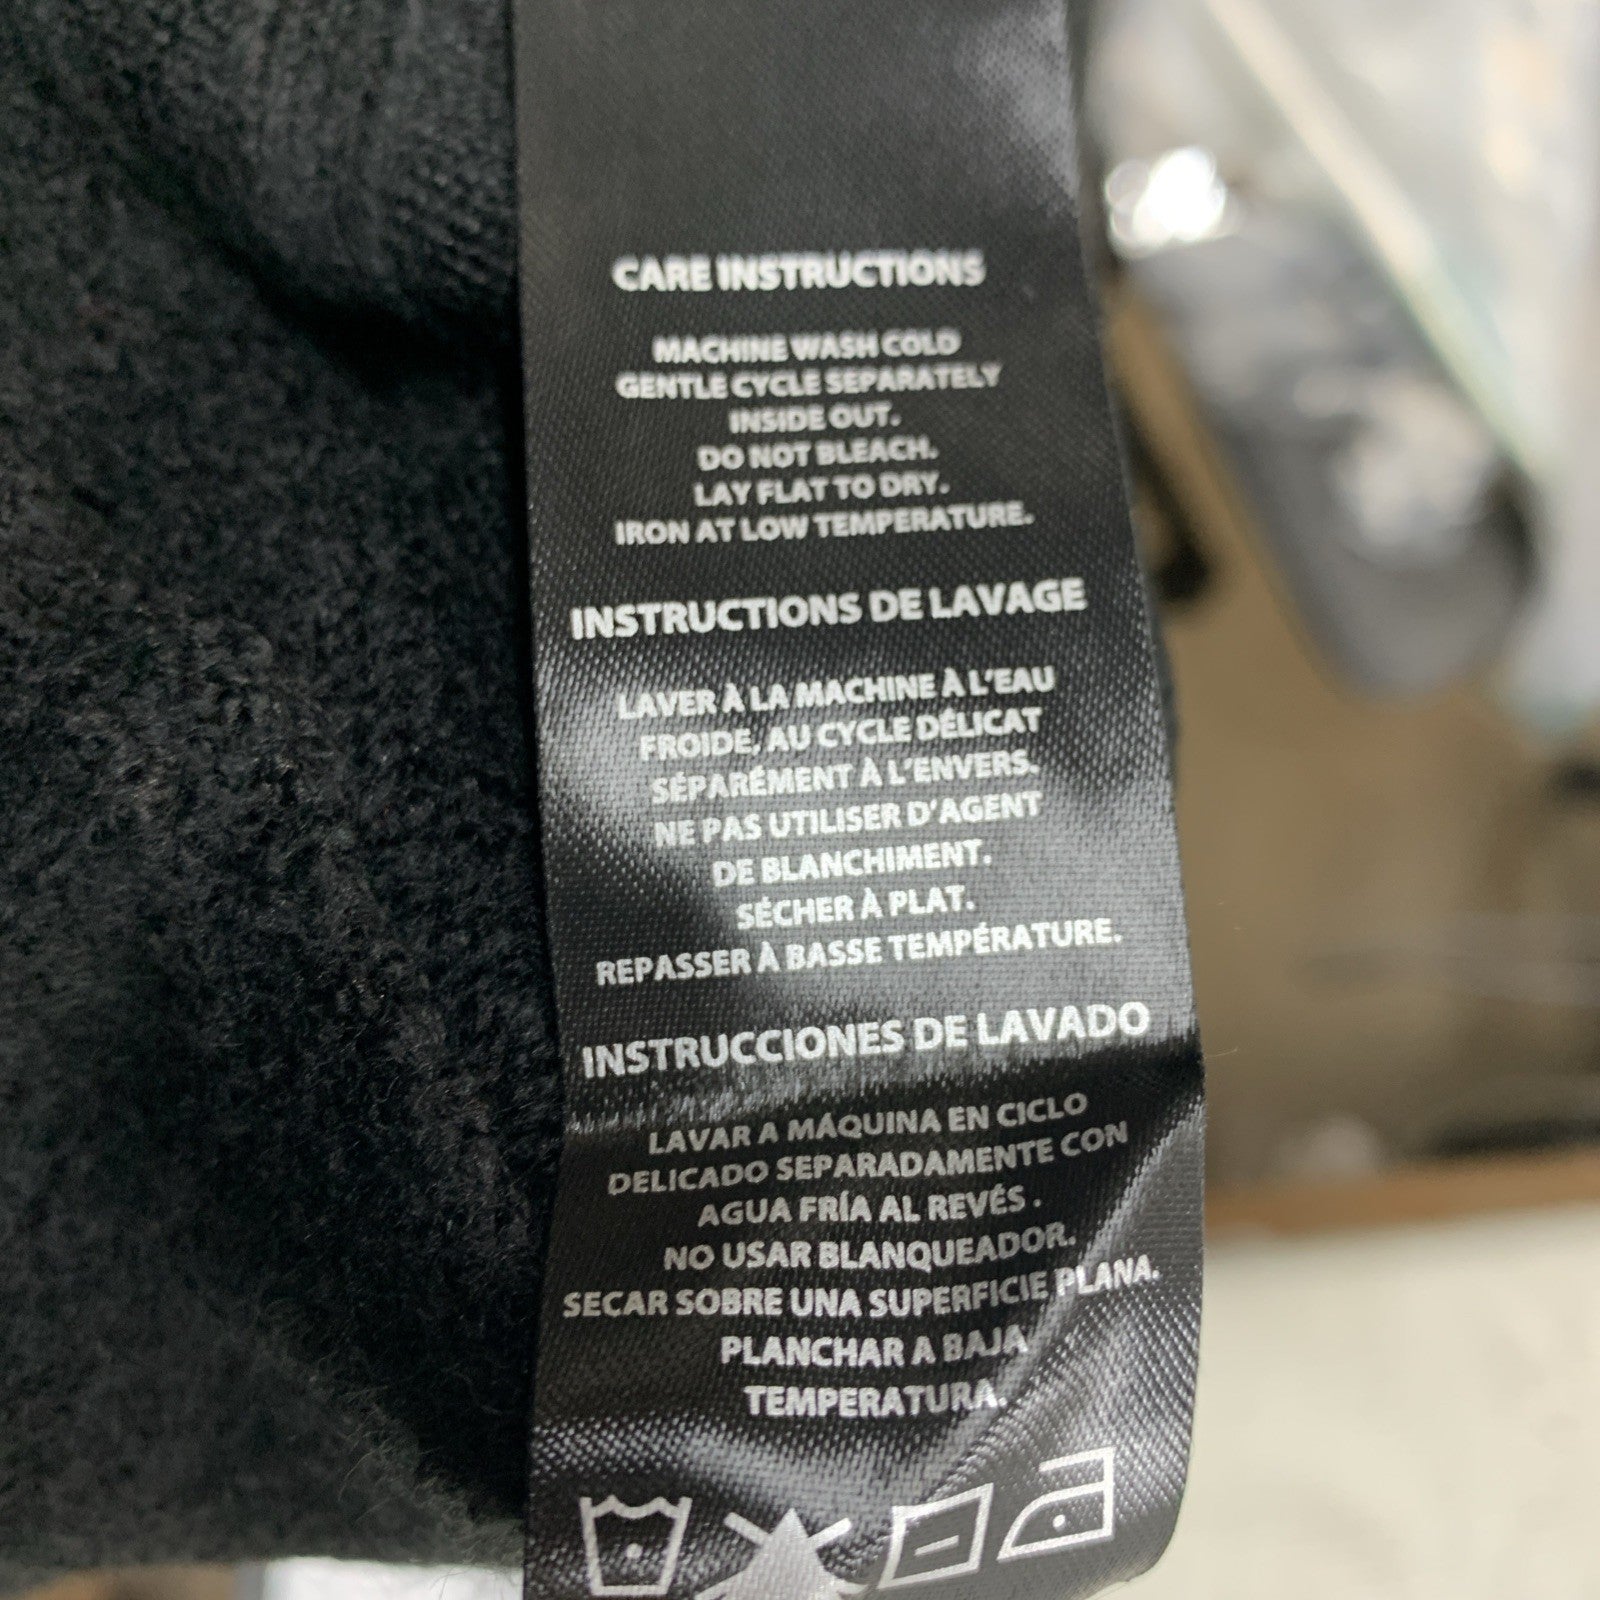 CARE INSTRUCTIONS
MACHINE WASH COLD
GENTLE CYCLE SEPARATELY
INSIDE OUT.
DO NOT BLEACH.
LAY FLAT TO DRY.
IRON AT LOW TEMPERATURE.
INSTRUCTIONS DE LAVAGE
LAVER À LA MACHINE À L'EAU
FROIDE, AU CYCLE DÉLICAT
SÉPARÉMENT À L'ENVERS.
NE PAS UTILISER D'AGENT
DE BLANCHIMENT.
SÉCHER À PLAT.
REPASSER À BASSE TEMPÉRATURE.
INSTRUCCIONES DE LAVADO
LAVAR A MÁQUINA EN CICLO
DELICADO SEPARADAMENTE CON
AGUA FRÍA AL REVÉS .
NO USAR BLANQUEADOR.
SECAR SOBRE UNA SUPERFICIE PLANA.
PLANCHAR A BAJA
TEMPERATURA.